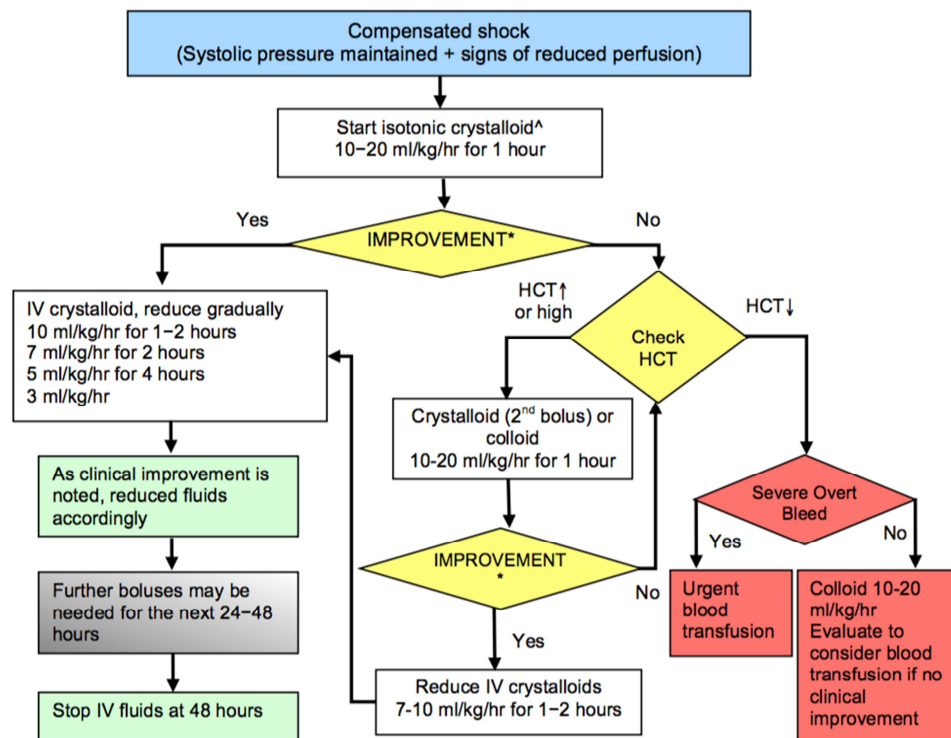 Compensated shock
(Systolic pressure maintained + signs of reduced perfusion)
Start isotonic crystalloid^
10−20 ml/kg/hr for 1 hour
Yes
No
IMPROVEMENT*
IV crystalloid, reduce gradually
10 ml/kg/hr for 1−2 hours
7 ml/kg/hr for 2 hours
5 ml/kg/hr for 4 hours
3 ml/kg/hr
HCT↑
or high
HCT↓
Check
HCT
Crystalloid (2nd bolus) or
colloid
10-20 ml/kg/hr for 1 hour
As clinical improvement is
noted, reduced fluids
accordingly
Severe Overt
Bleed
Yes
No
IMPROVEMENT
*
No
Yes
Further boluses may be
needed for the next 24−48
hours
Urgent
blood
transfusion
Colloid 10-20
ml/kg/hr
Evaluate to
consider blood
transfusion if no
clinical
improvement
Reduce IV crystalloids
7-10 ml/kg/hr for 1−2 hours
Stop IV fluids at 48 hours